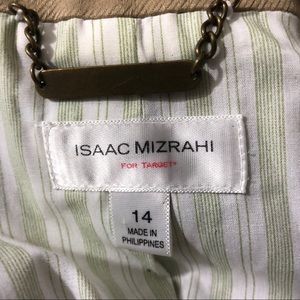 ISAAC MIZRAHI
FOR TARGET
14
MADE IN
PHILIPPINES